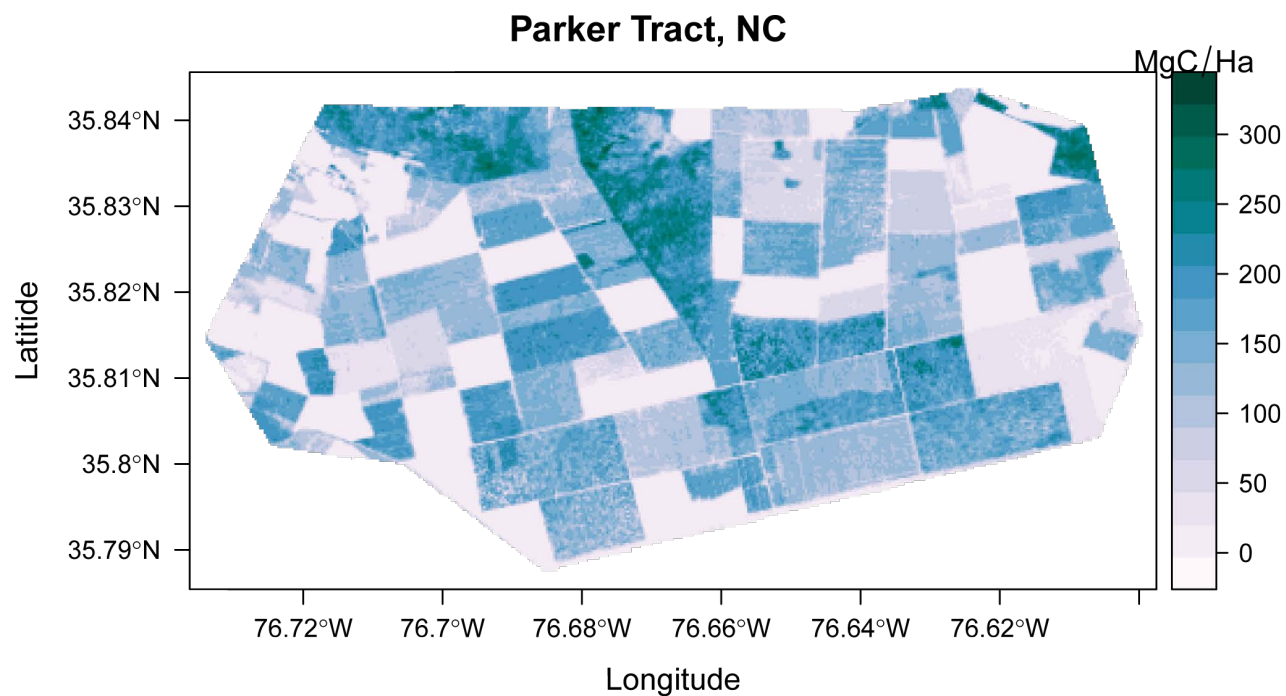 Parker Tract, NC
MgC/Ha
35.84°N
35.83°N
35.82°N
35.81°N
35.8°N
35.79°N
Latitide
300
250
200
150
100
50
0
76.72°W 76.7°W 76.68°W 76.66°W 76.64°W 76.62°W
Longitude